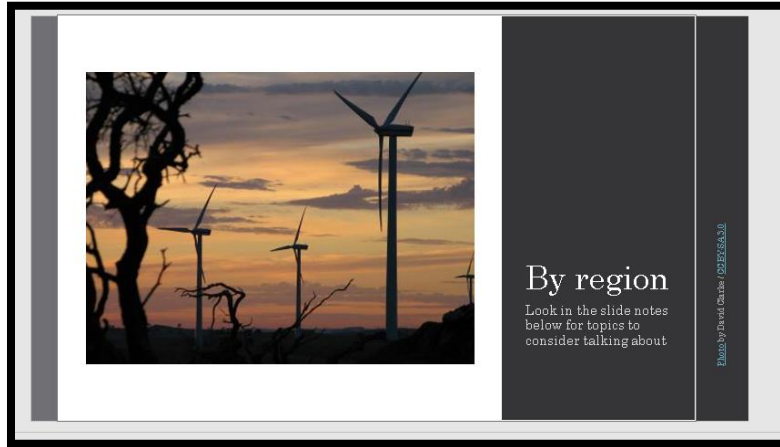 By region
Look in the slide notes
below for topics to
consider talking about
Photo by David Clarke / CC BY-SA 3.0